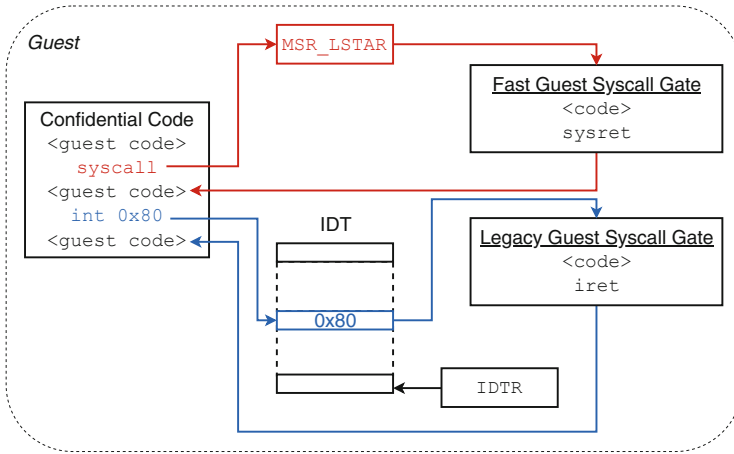 Guest
MSR_LSTAR
Fast Guest Syscall Gate
<code>
sysret
Confidential Code
<guest code>
syscall
<guest code>
int 0x80
<guest code>
IDT
0x80
IDTR
Legacy Guest Syscall Gate
<code>
iret